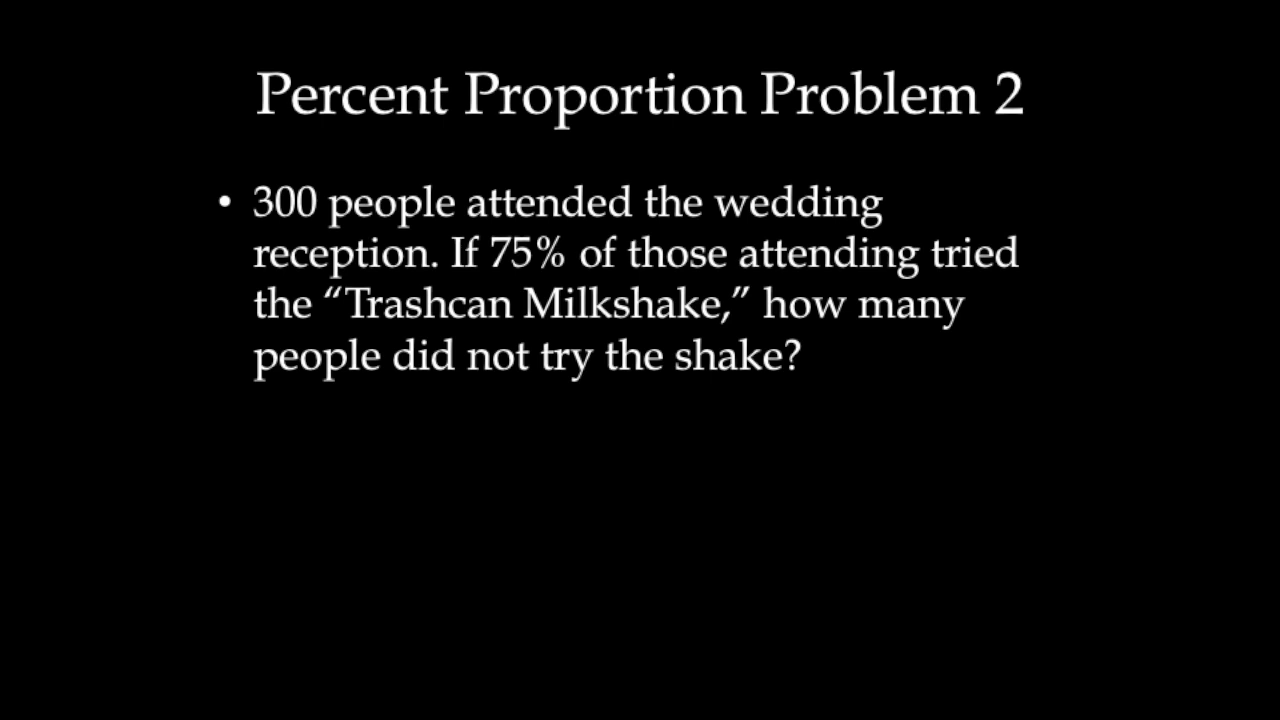 Percent Proportion Problem 2
• 300 people attended the wedding
reception. If 75% of those attending tried
the “Trashcan Milkshake,” how many
people did not try the shake?